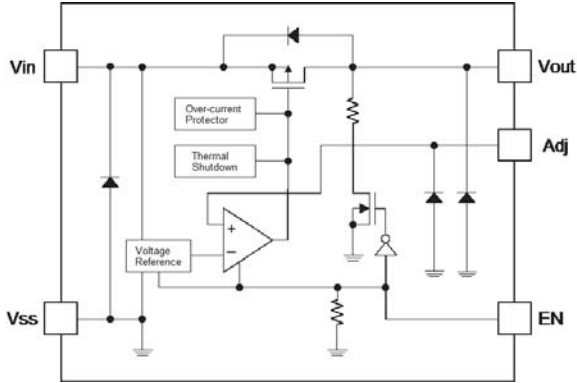 Vin
Vout
Over-current
Protector
Adj
Thermal
Shutdown
+
Voltage
Reference
−
Vss
EN